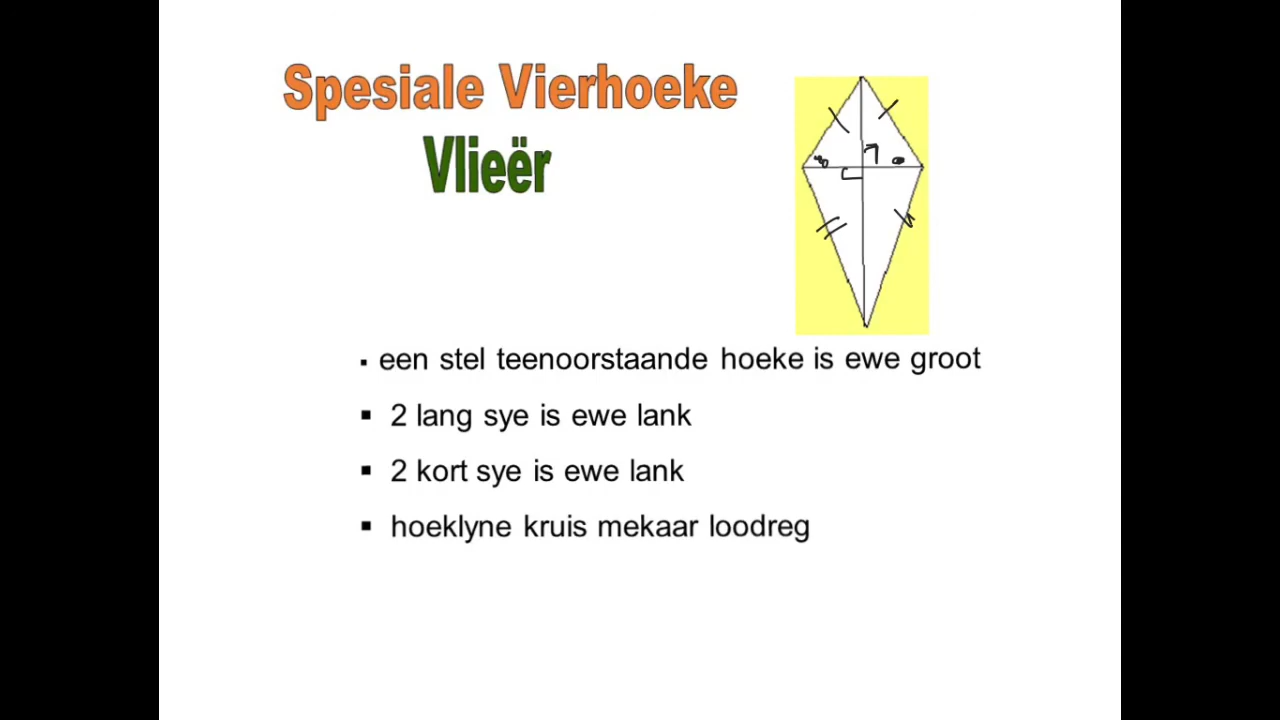 Spesiale Vierhoeke
Vlieër
▪ een stel teenoorstaande hoeke is ewe groot
▪ 2 lang sye is ewe lank
▪ 2 kort sye is ewe lank
▪ hoeklyne kruis mekaar loodreg